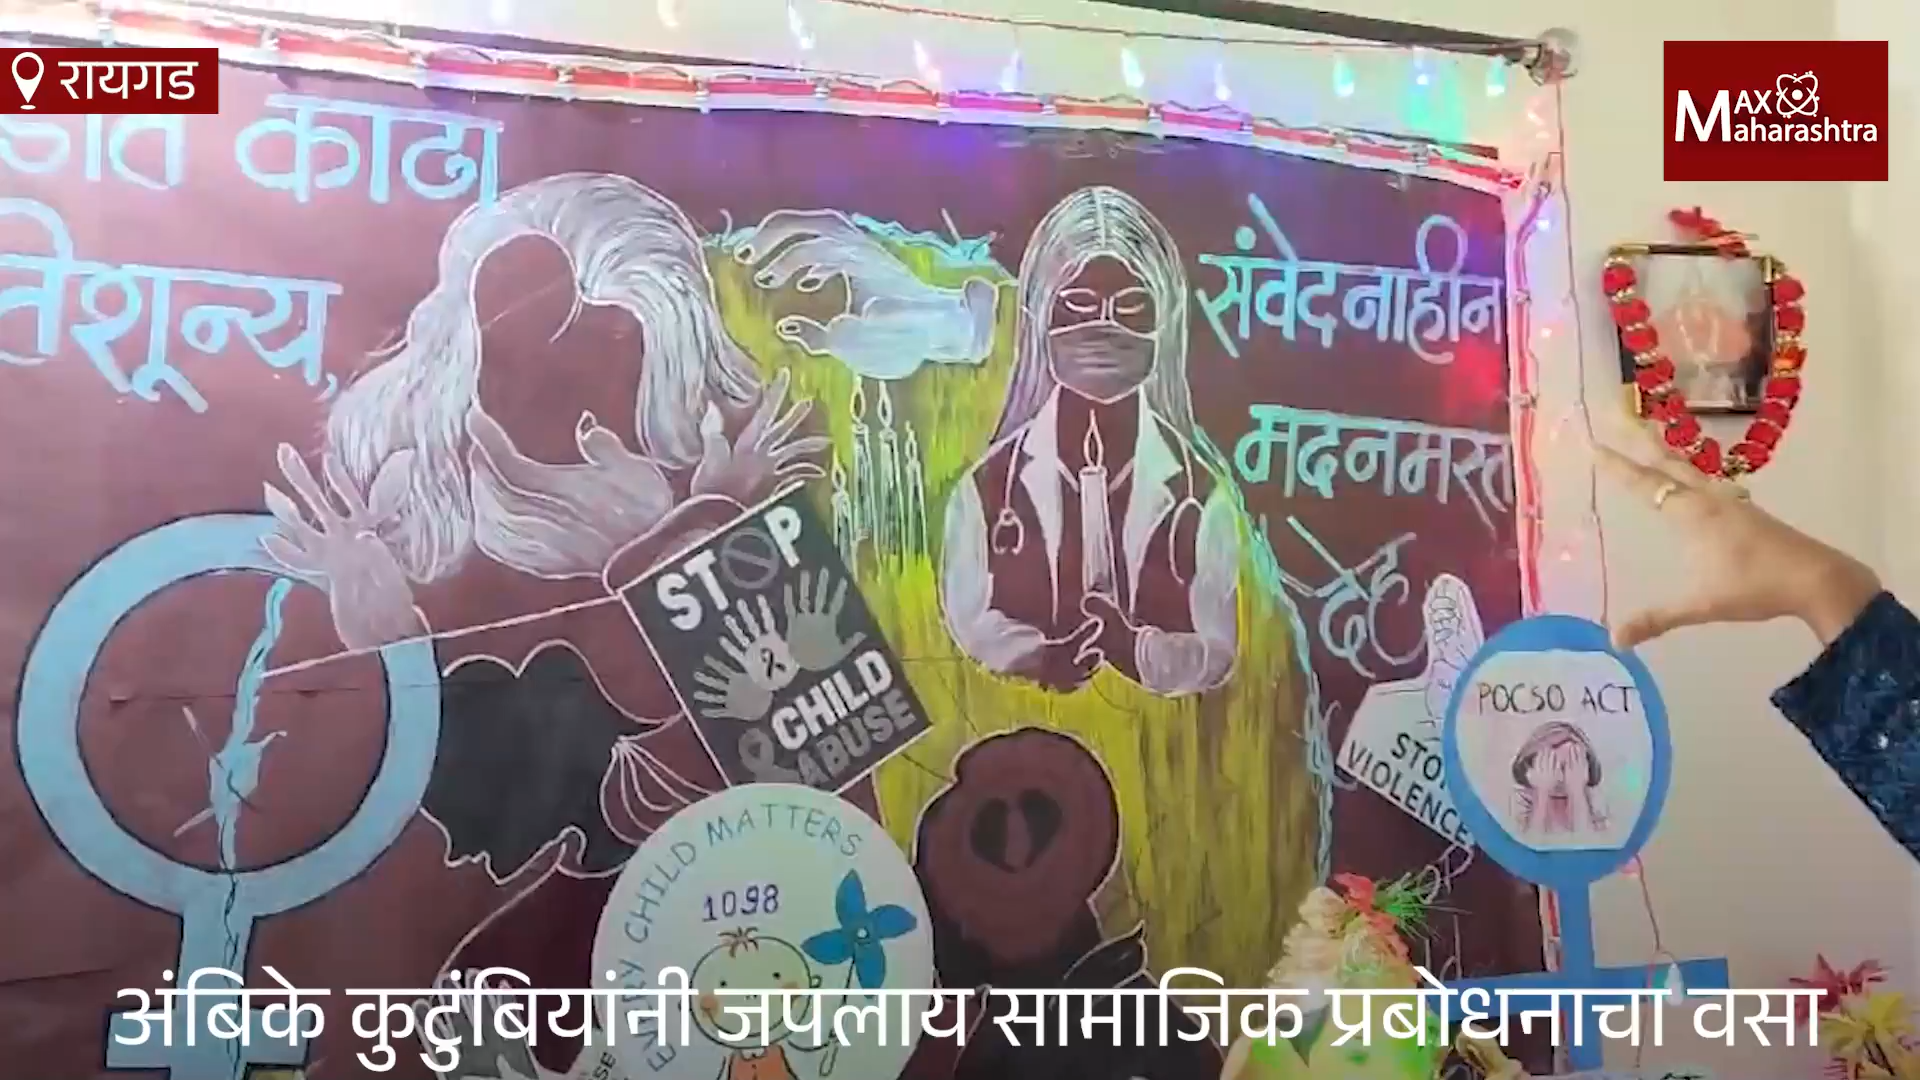 रायगड
MAX
Maharashtra
काढा
संवेदनाहीन
मदनमस्त
देह
STOP
CHILD
ABUSE
POCSO ACT
STOP
VIOLENCE
EVERY CHILD MATTERS
1098
अंबिके कुटुंबियांनी जपलाय सामाजिक प्रबोधनाचा वसा